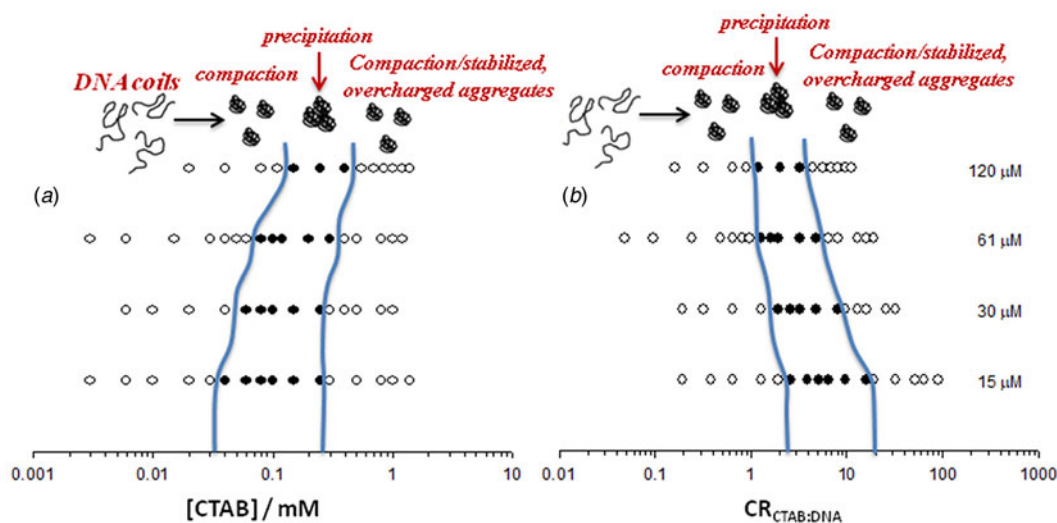 precipitation
Compaction/stabilized,
DNA coils
compaction
overcharged aggregates
(a)
0.001
0.01
0.1
1
10
[CTAB] / mM
precipitation
Compaction/stabilized,
compaction
overcharged aggregates
(b)
120 µM
61 µM
30 µM
15 µM
0.01
0.1
1
10
100
1000
CRCTAB:DNA